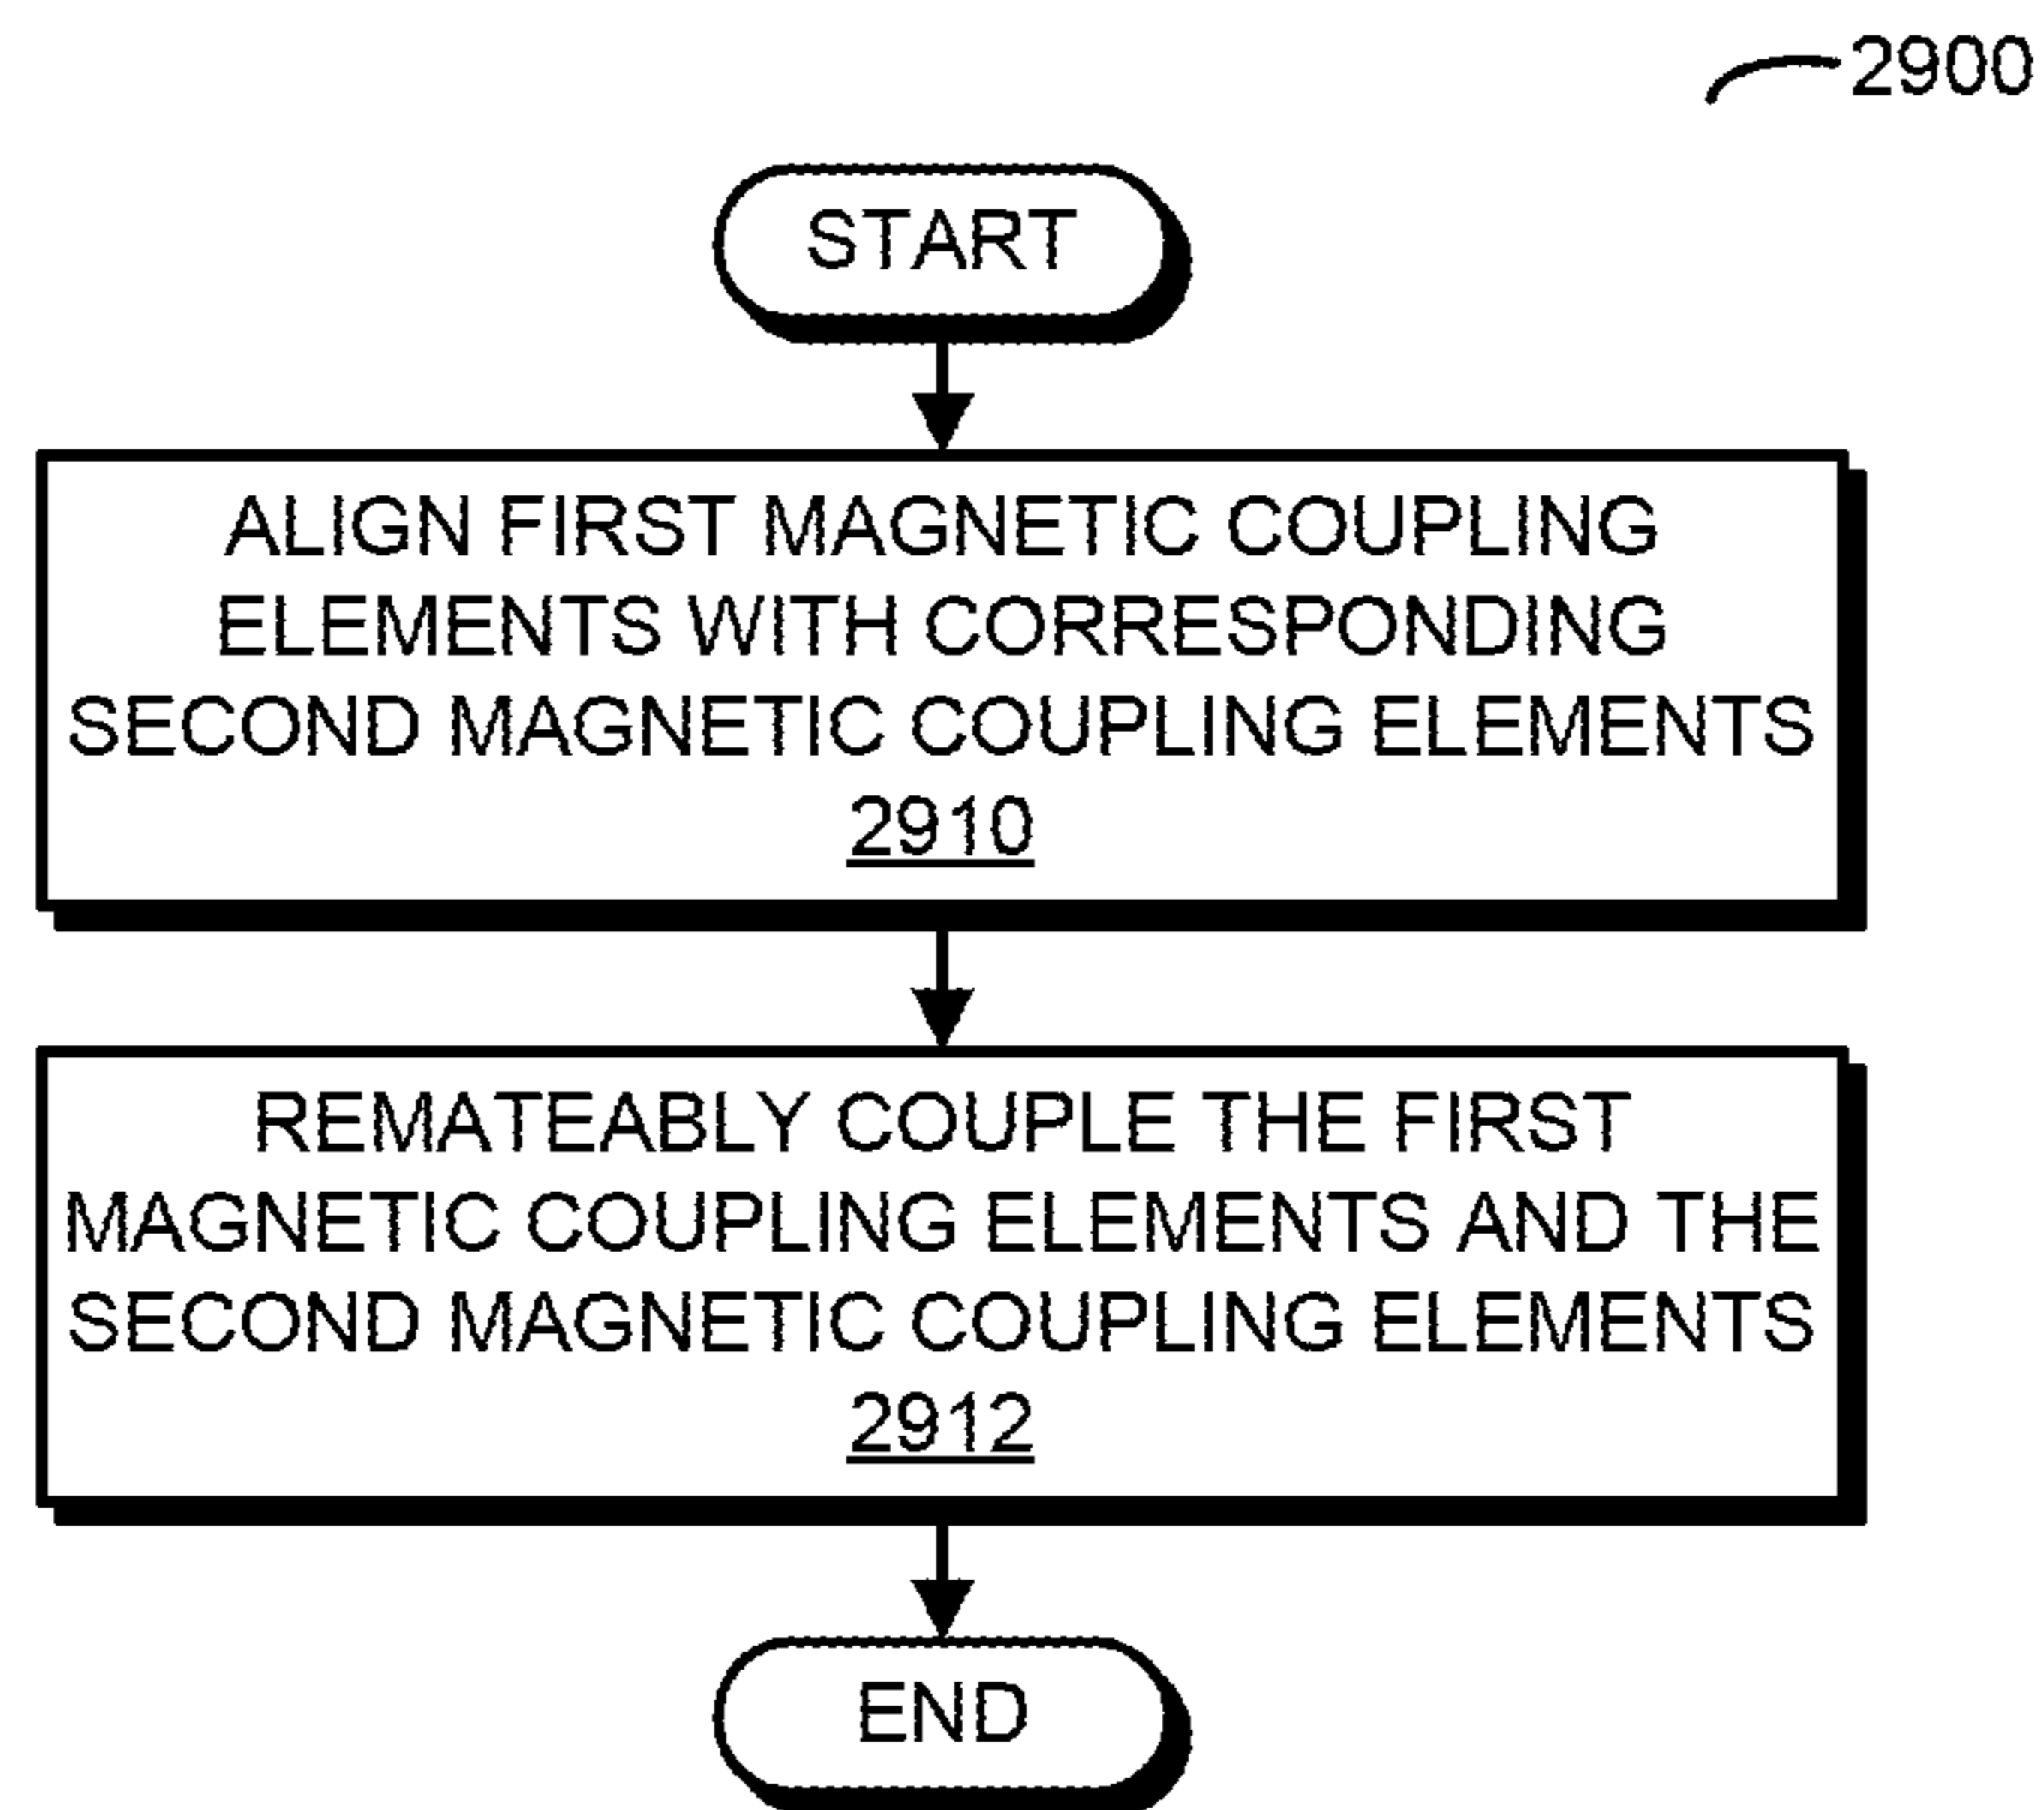 2900
START
ALIGN FIRST MAGNETIC COUPLING
ELEMENTS WITH CORRESPONDING
SECOND MAGNETIC COUPLING ELEMENTS
2910
REMATEABLY COUPLE THE FIRST
MAGNETIC COUPLING ELEMENTS AND THE
SECOND MAGNETIC COUPLING ELEMENTS
2912
END